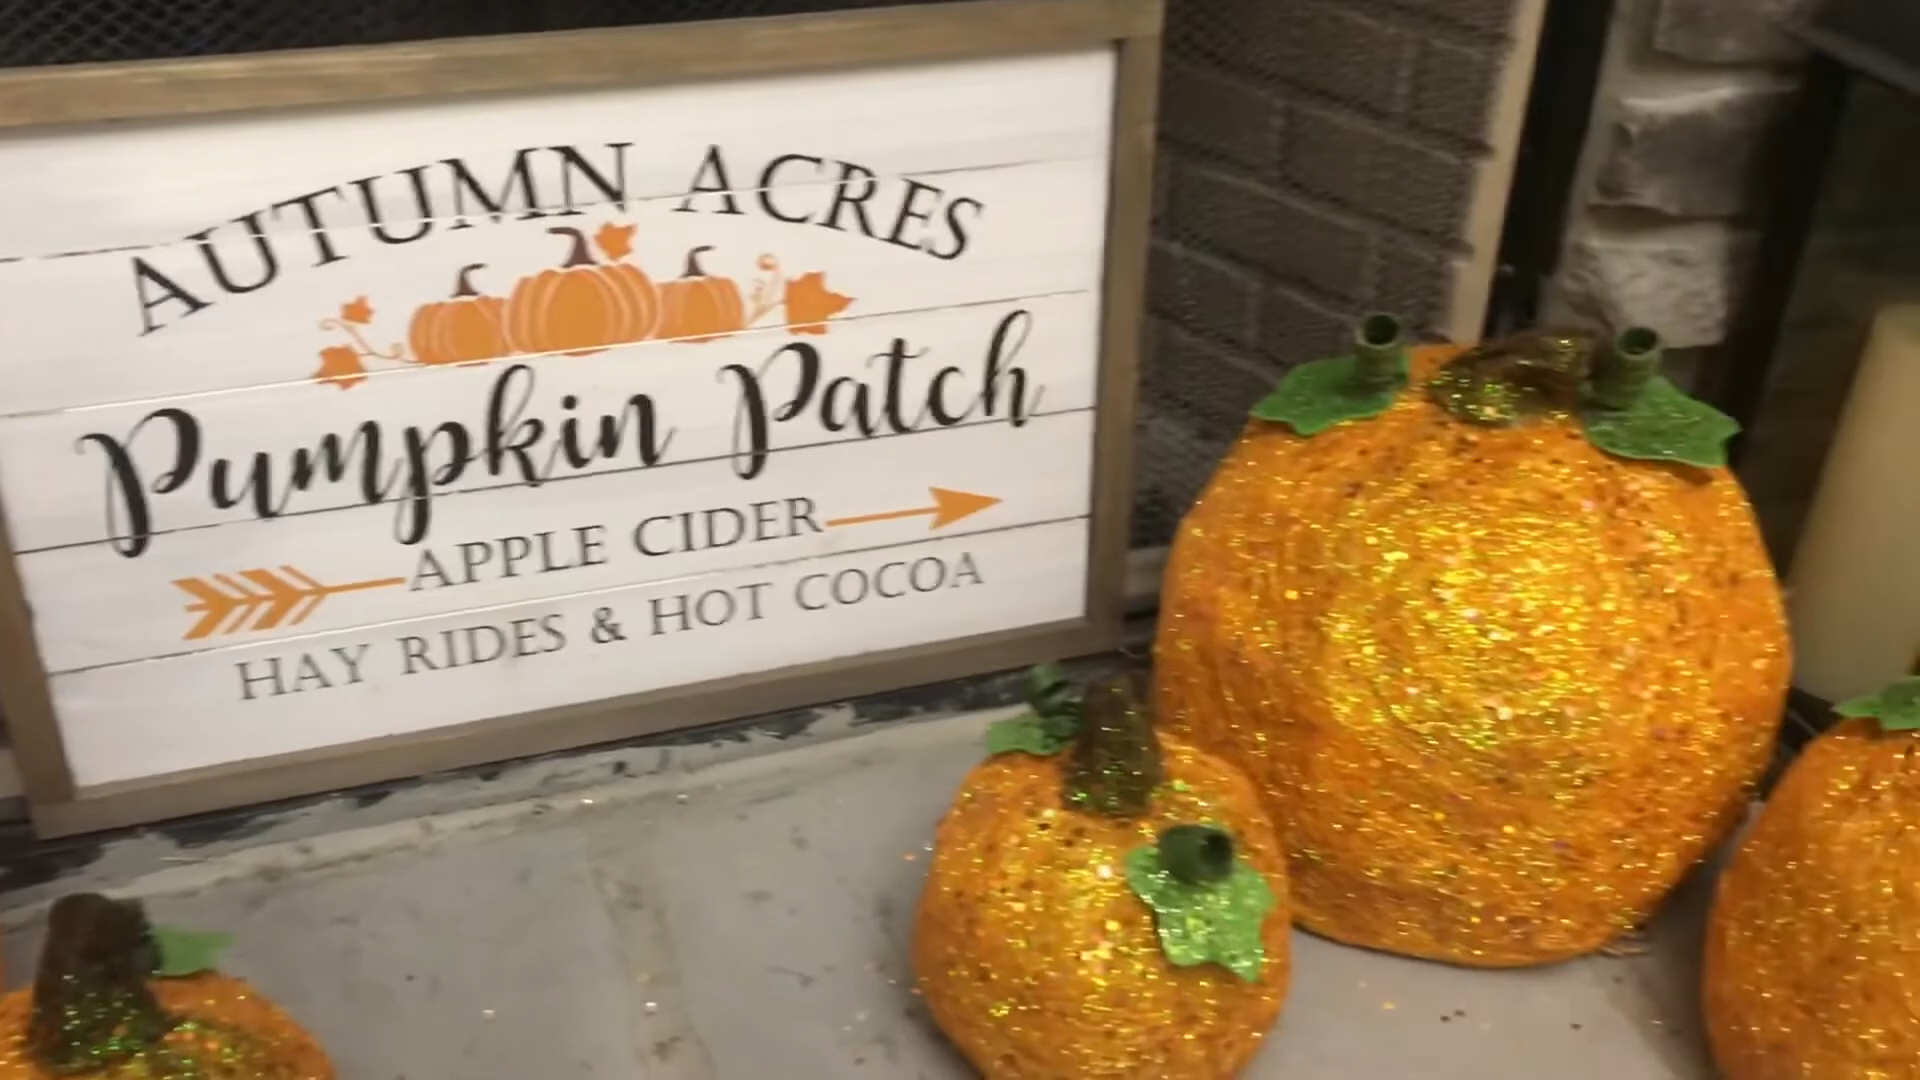 AUTUMN ACRES
Pumpkin Patch
APPLE CIDER
HAY RIDES & HOT COCOA